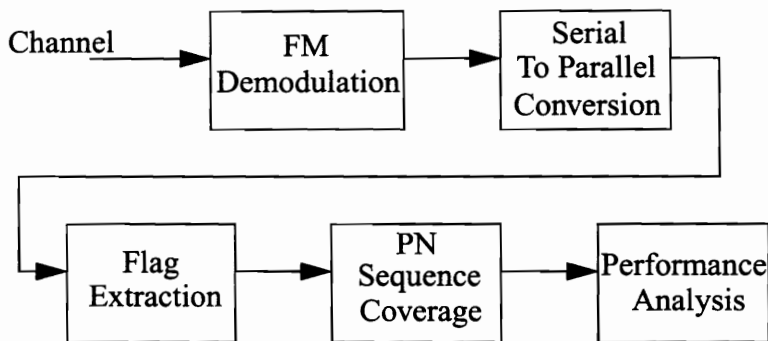 Channel
FM
Demodulation
Serial
To Parallel
Conversion
Flag
Extraction
PN
Sequence
Coverage
Performance
Analysis